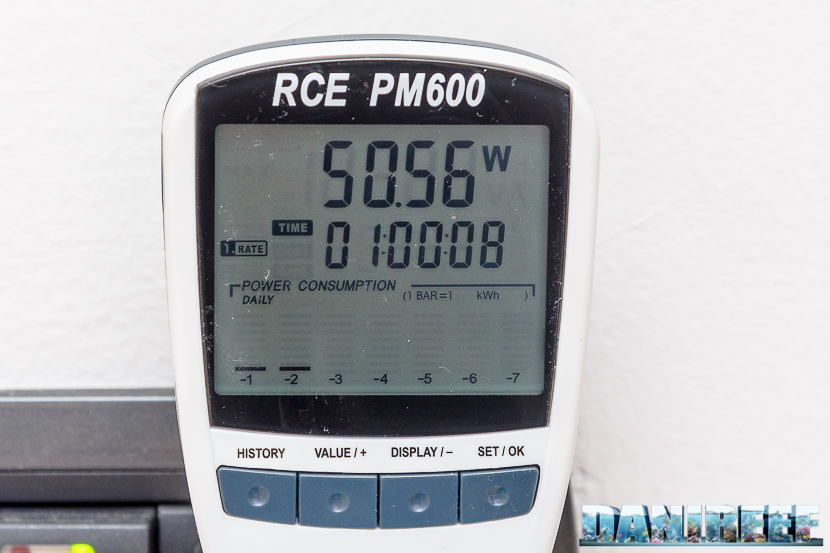 RCE PM600
50.56 W
TIME
1. RATE
01:00:08
POWER CONSUMPTION
DAILY
(1 BAR=1 kWh )
-1 -2 -3 -4 -5 -6 -7
HISTORY VALUE / + DISPLAY / – SET / OK
DANIREEF